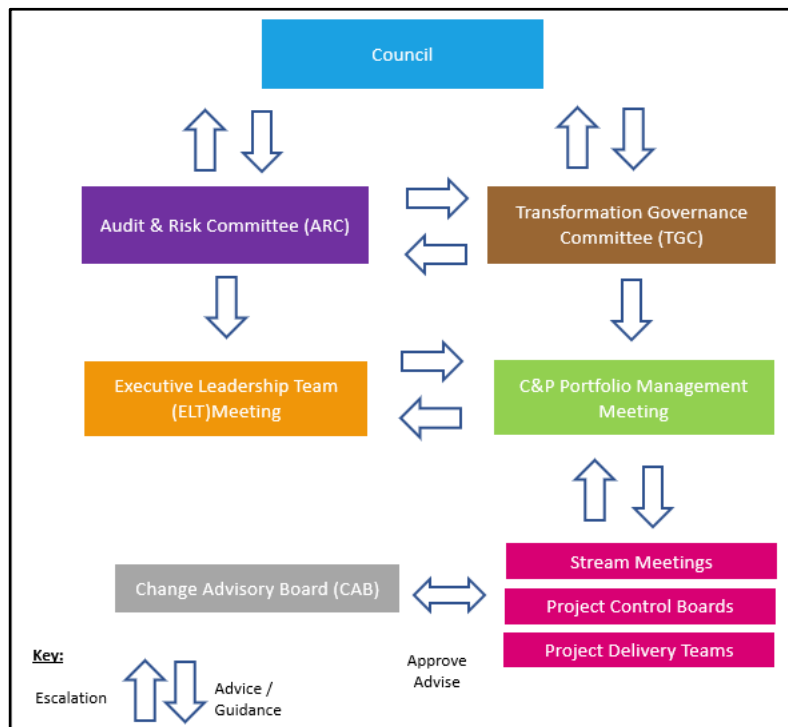 Council
Audit & Risk Committee (ARC)
Transformation Governance
Committee (TGC)
Executive Leadership Team
(ELT)Meeting
C&P Portfolio Management
Meeting
Change Advisory Board (CAB)
Stream Meetings
Project Control Boards
Project Delivery Teams
Key:
Escalation
Advice /
Guidance
Approve
Advise